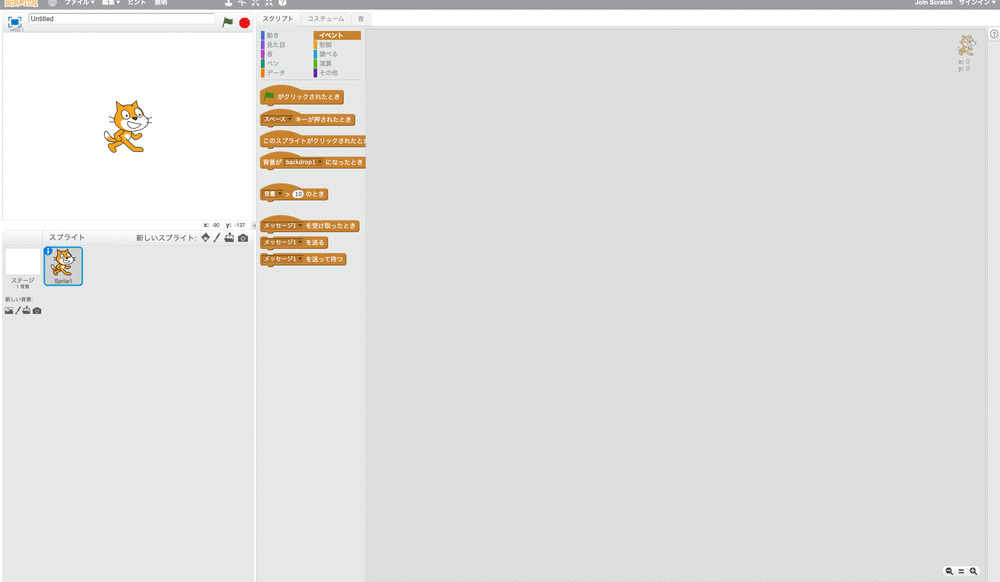 SCRATCH ファイル▼ 編集▼ ヒント 説明 Join Scratch サインイン▼
Untitled
v453.1
スクリプト コスチューム 音
動き イベント
見た目 制御
音 調べる
ペン 演算
データ その他
がクリックされたとき
スペース キーが押されたとき
このスプライトがクリックされたと
背景が backdrop1 になったとき
音量 > 10 のとき
メッセージ1 を受け取ったとき
メッセージ1 を送る
メッセージ1 を送って待つ
x: 0
y: 0
x: -90 y: -127
スプライト 新しいスプライト:
ステージ
1 背景
Sprite1
新しい背景: